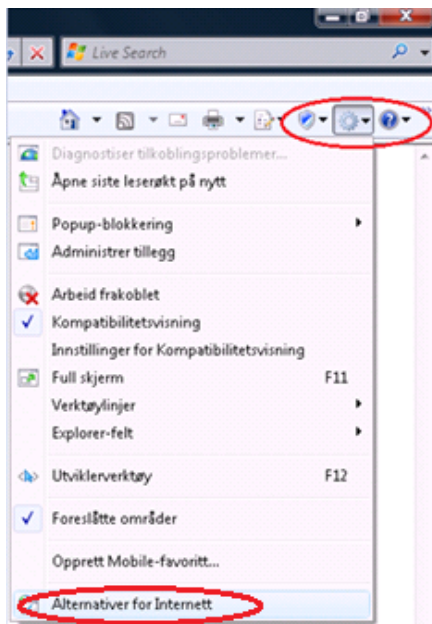 Live Search
Diagnostiser tilkoblingsproblemer...
Åpne siste leserøkt på nytt
Popup-blokkering
Administrer tillegg
Arbeid frakoblet
Kompatibilitetsvisning
Innstillinger for Kompatibilitetsvisning
Full skjerm F11
Verktøylinjer
Explorer-felt
Utviklerverktøy F12
Foreslåtte områder
Opprett Mobile-favoritt...
Alternativer for Internett